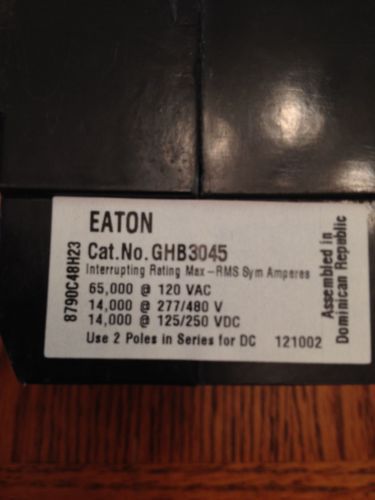 EATON
Cat.No.GHB3045
Interrupting Rating Max-RMS Sym Amperes
65,000 @ 120 VAC
14,000 @ 277/480 V
14,000 @ 125/250 VDC
Use 2 Poles in Series for DC 121002
8790C48H23
Assembled in
Dominican Republic